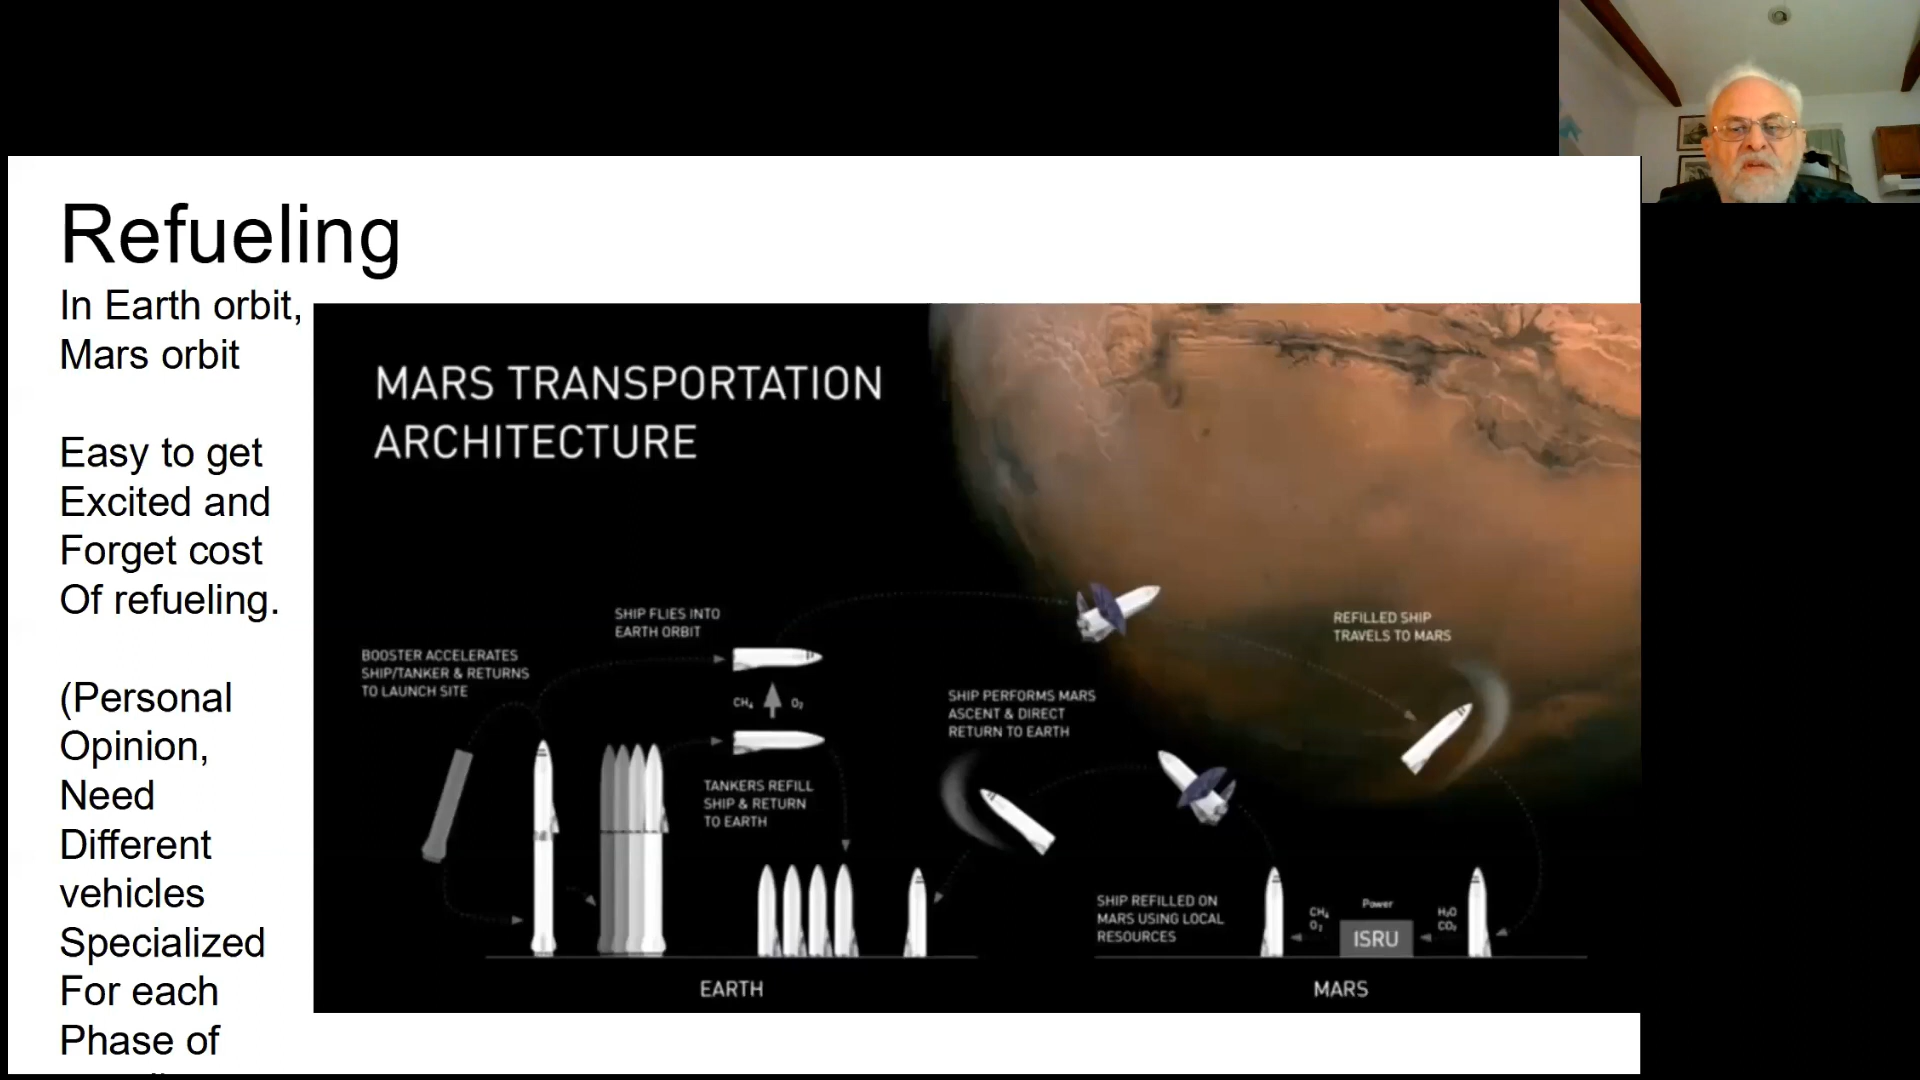 Refueling
In Earth orbit,
Mars orbit
Easy to get
Excited and
Forget cost
Of refueling.
(Personal
Opinion,
Need
Different
vehicles
Specialized
For each
Phase of
MARS TRANSPORTATION
ARCHITECTURE
SHIP FLIES INTO
EARTH ORBIT
BOOSTER ACCELERATES
SHIP/TANKER & RETURNS
TO LAUNCH SITE
CH₄ O₂
TANKERS REFILL
SHIP & RETURN
TO EARTH
SHIP PERFORMS MARS
ASCENT & DIRECT
RETURN TO EARTH
REFILLED SHIP
TRAVELS TO MARS
SHIP REFILLED ON
MARS USING LOCAL
RESOURCES
CH₄
O₂
Power
ISRU
H₂O
CO₂
EARTH
MARS